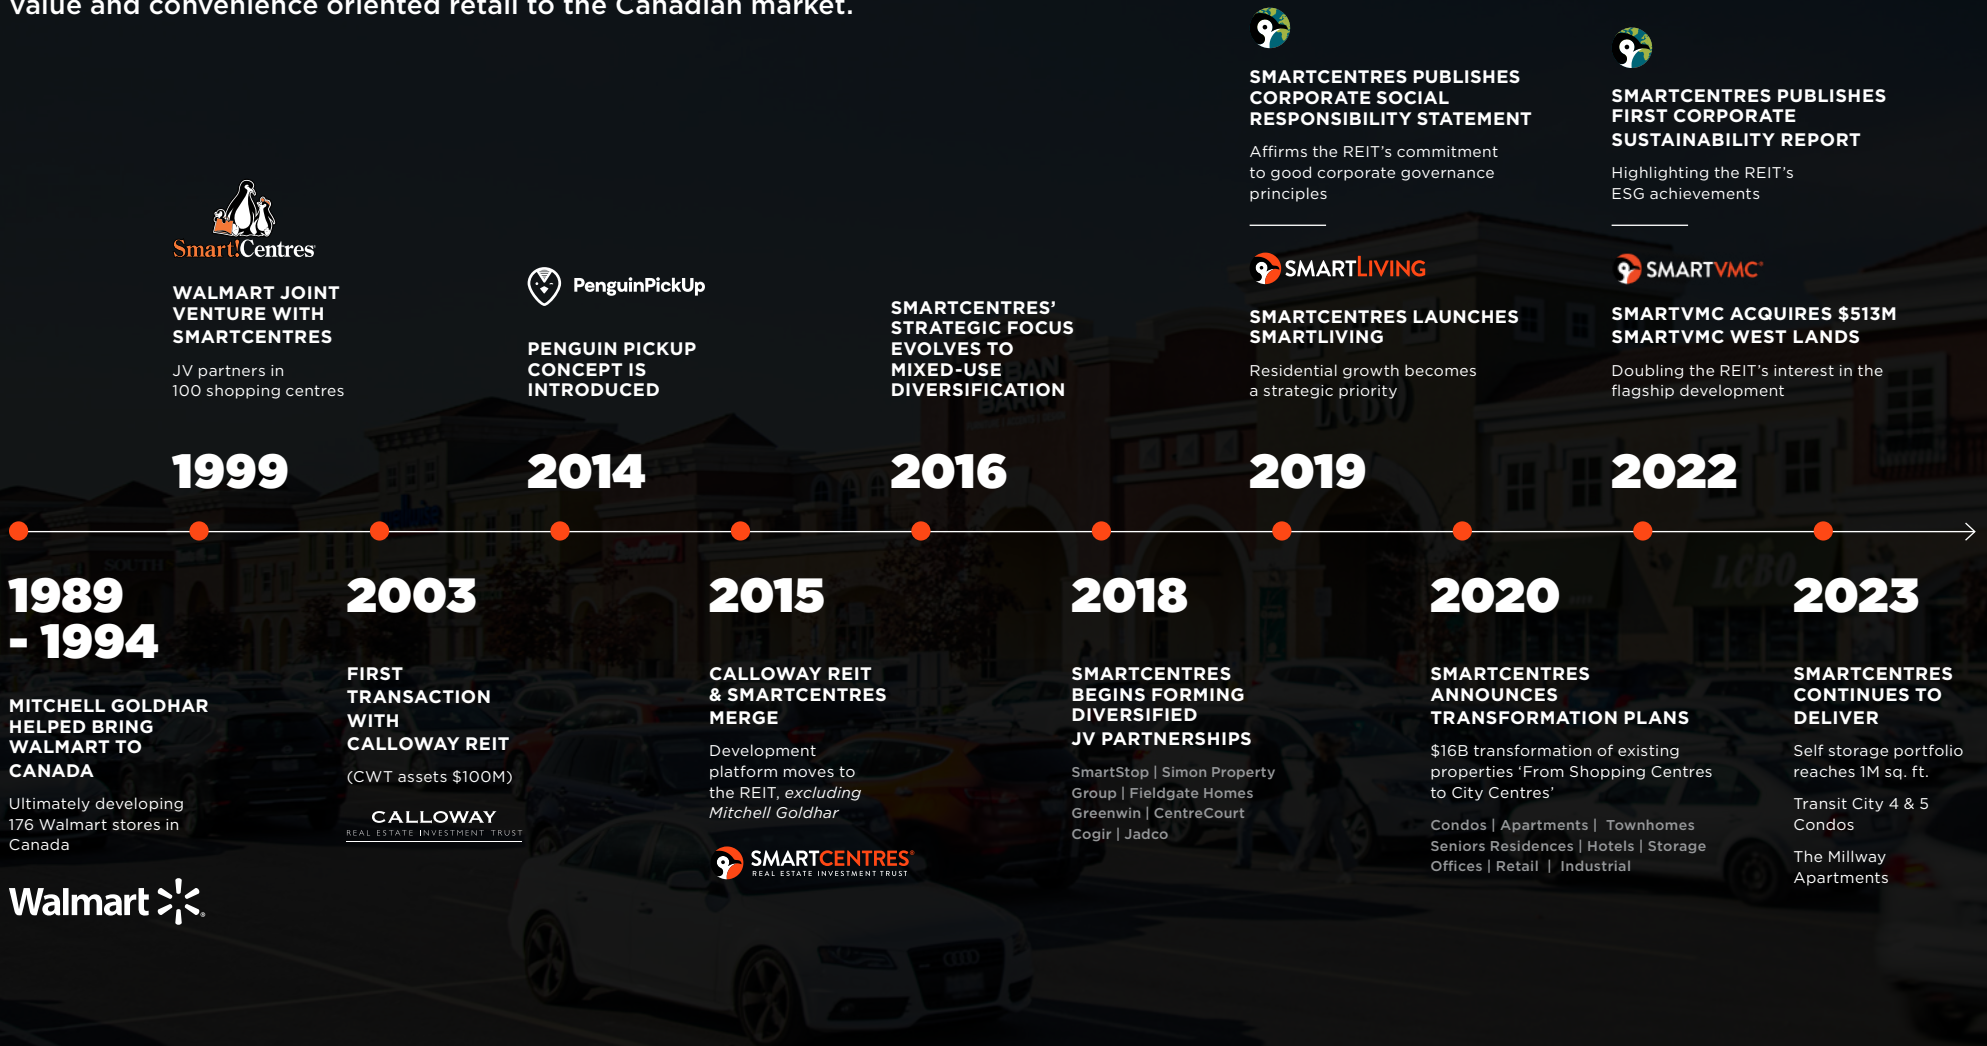 value and convenience oriented retail to the Canadian market.
Smart!Centres
WALMART JOINT
VENTURE WITH
SMARTCENTRES
JV partners in
100 shopping centres
1999
PenguinPickUp
PENGUIN PICKUP
CONCEPT IS
INTRODUCED
2014
SMARTCENTRES’
STRATEGIC FOCUS
EVOLVES TO
MIXED-USE
DIVERSIFICATION
2016
SMARTCENTRES PUBLISHES
CORPORATE SOCIAL
RESPONSIBILITY STATEMENT
Affirms the REIT’s commitment
to good corporate governance
principles
SMARTLIVING
SMARTCENTRES LAUNCHES
SMARTLIVING
Residential growth becomes
a strategic priority
2019
SMARTCENTRES PUBLISHES
FIRST CORPORATE
SUSTAINABILITY REPORT
Highlighting the REIT’s
ESG achievements
SMARTVMC®
SMARTVMC ACQUIRES $513M
SMARTVMC WEST LANDS
Doubling the REIT’s interest in the
flagship development
2022
1989
- 1994
MITCHELL GOLDHAR
HELPED BRING
WALMART TO
CANADA
Ultimately developing
176 Walmart stores in
Canada
Walmart
2003
FIRST
TRANSACTION
WITH
CALLOWAY REIT
(CWT assets $100M)
CALLOWAY
REAL ESTATE INVESTMENT TRUST
2015
CALLOWAY REIT
& SMARTCENTRES
MERGE
Development
platform moves to
the REIT, excluding
Mitchell Goldhar
SMARTCENTRES®
REAL ESTATE INVESTMENT TRUST
2018
SMARTCENTRES
BEGINS FORMING
DIVERSIFIED
JV PARTNERSHIPS
SmartStop | Simon Property
Group | Fieldgate Homes
Greenwin | CentreCourt
Cogir | Jadco
2020
SMARTCENTRES
ANNOUNCES
TRANSFORMATION PLANS
$16B transformation of existing
properties ‘From Shopping Centres
to City Centres’
Condos | Apartments | Townhomes
Seniors Residences | Hotels | Storage
Offices | Retail | Industrial
2023
SMARTCENTRES
CONTINUES TO
DELIVER
Self storage portfolio
reaches 1M sq. ft.
Transit City 4 & 5
Condos
The Millway
Apartments
LCBO
LCBO
SOUTH
BARN